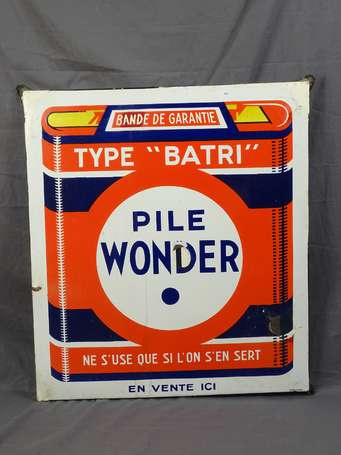 BANDE DE GARANTIE
TYPE "BATRI"
PILE
WONDER
NE S'USE QUE SI L'ON S'EN SERT
EN VENTE ICI